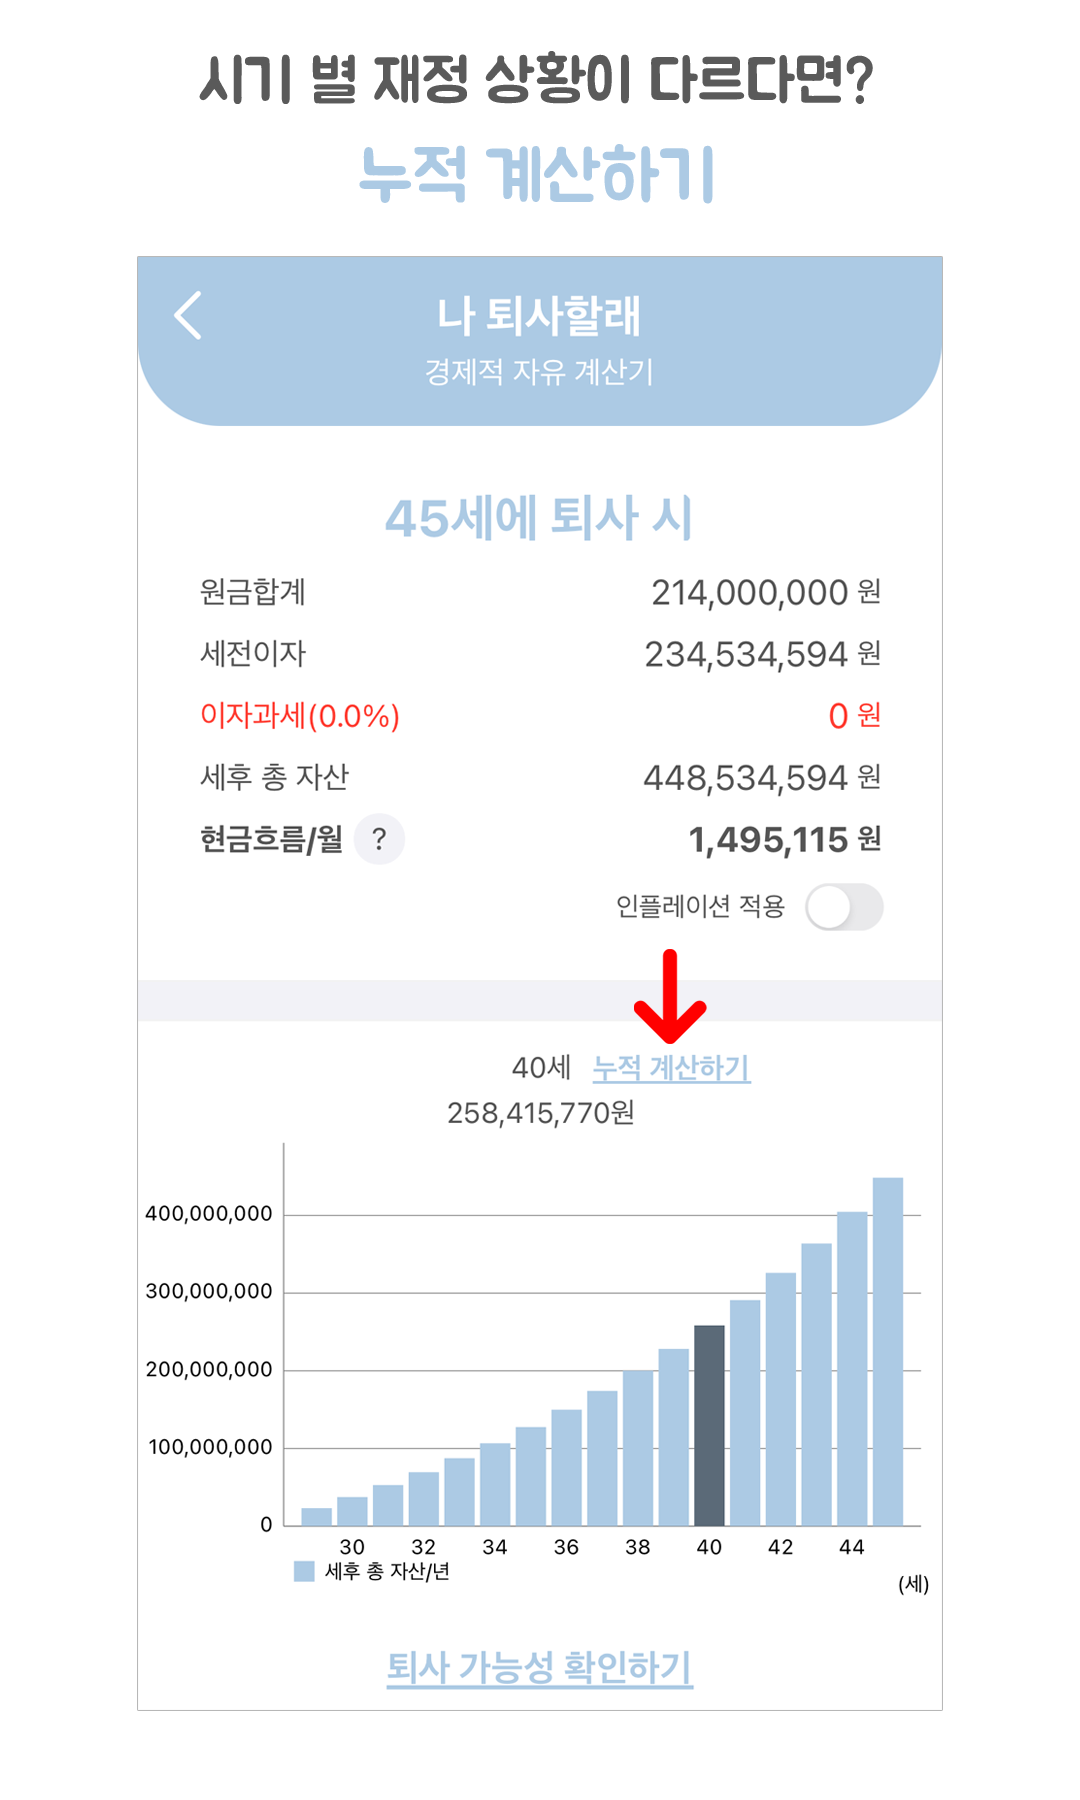 시기 별 재정 상황이 다르다면?
누적 계산하기
나 퇴사할래
경제적 자유 계산기
45세에 퇴사 시
원금합계 214,000,000 원
세전이자 234,534,594 원
이자과세(0.0%) 0 원
세후 총 자산 448,534,594 원
현금흐름/월 ? 1,495,115 원
인플레이션 적용
40세 누적 계산하기
258,415,770원
400,000,000
300,000,000
200,000,000
100,000,000
0
30 32 34 36 38 40 42 44
세후 총 자산/년
(세)
퇴사 가능성 확인하기